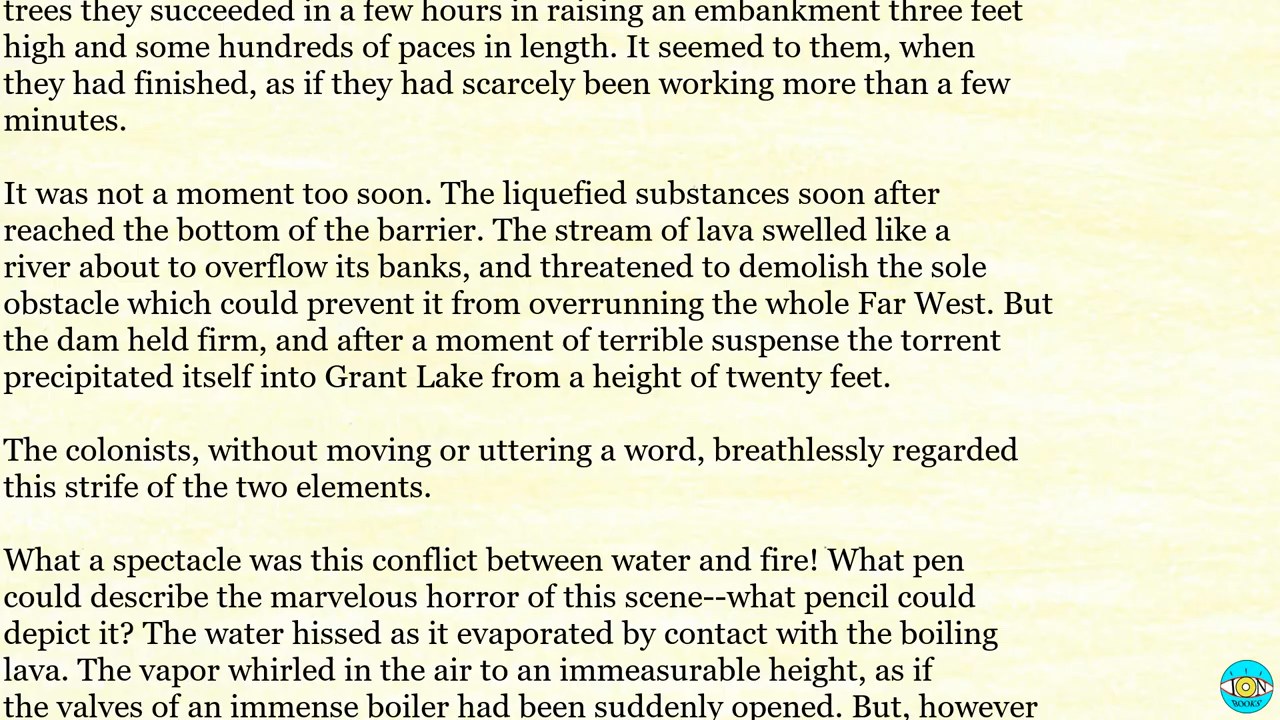 trees they succeeded in a few hours in raising an embankment three feet
high and some hundreds of paces in length. It seemed to them, when
they had finished, as if they had scarcely been working more than a few
minutes.
It was not a moment too soon. The liquefied substances soon after
reached the bottom of the barrier. The stream of lava swelled like a
river about to overflow its banks, and threatened to demolish the sole
obstacle which could prevent it from overrunning the whole Far West. But
the dam held firm, and after a moment of terrible suspense the torrent
precipitated itself into Grant Lake from a height of twenty feet.
The colonists, without moving or uttering a word, breathlessly regarded
this strife of the two elements.
What a spectacle was this conflict between water and fire! What pen
could describe the marvelous horror of this scene--what pencil could
depict it? The water hissed as it evaporated by contact with the boiling
lava. The vapor whirled in the air to an immeasurable height, as if
the valves of an immense boiler had been suddenly opened. But, however
ION
BOOKS